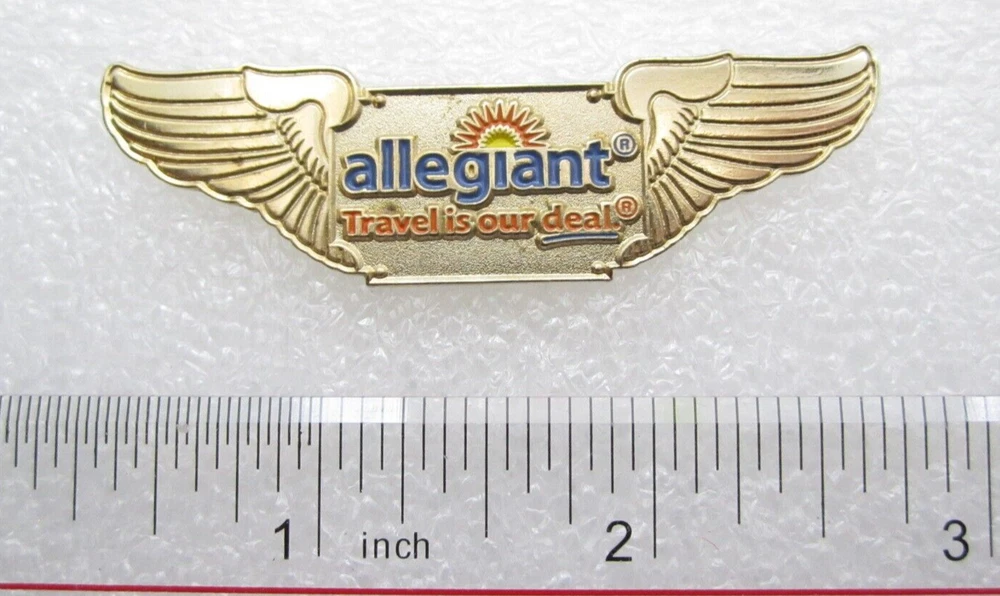 allegiant®
Travel is our deal.®
1 inch 2 3